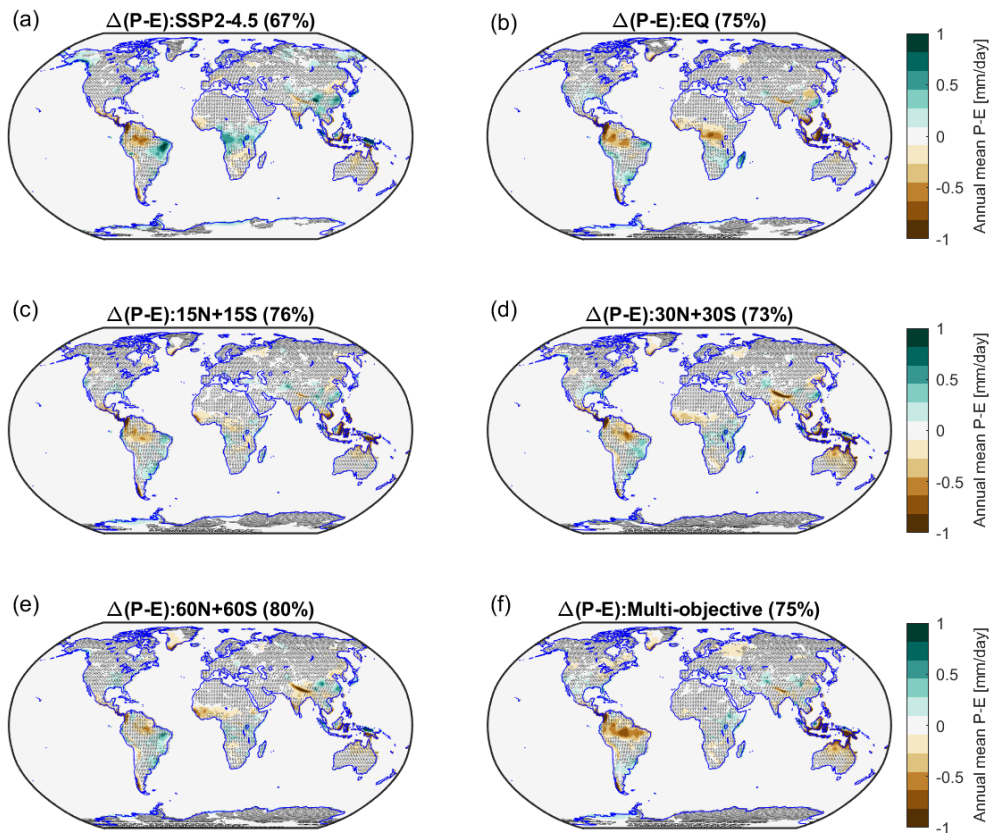 (a) Δ(P-E):SSP2-4.5 (67%)
(b) Δ(P-E):EQ (75%)
1
0.5
0
-0.5
-1
Annual mean P-E [mm/day]
(c) Δ(P-E):15N+15S (76%)
(d) Δ(P-E):30N+30S (73%)
1
0.5
0
-0.5
-1
Annual mean P-E [mm/day]
(e) Δ(P-E):60N+60S (80%)
(f) Δ(P-E):Multi-objective (75%)
1
0.5
0
-0.5
-1
Annual mean P-E [mm/day]